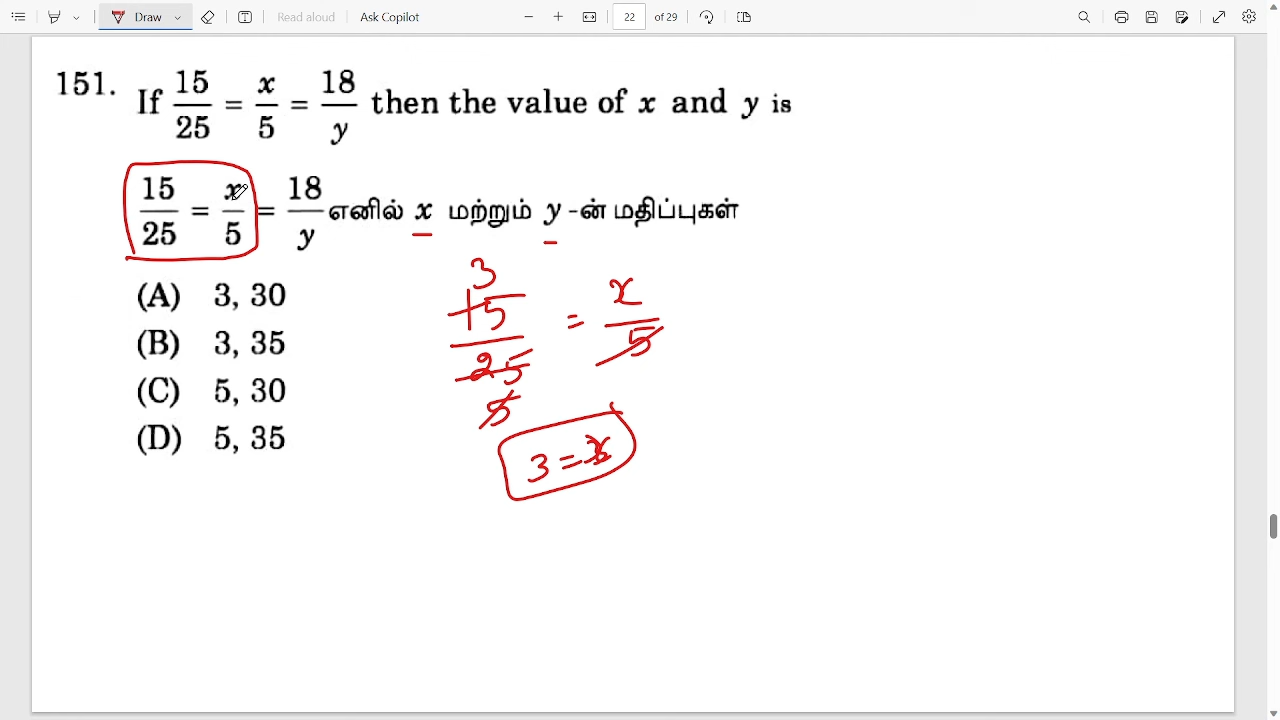 Draw Read aloud Ask Copilot 22 of 29
151. If 15/25 = x/5 = 18/y then the value of x and y is
15/25 = x/5 = 18/y எனில் x மற்றும் y -ன் மதிப்புகள்
(A) 3, 30
(B) 3, 35
(C) 5, 30
(D) 5, 35
3
15/25 = x/5
5
3 = x